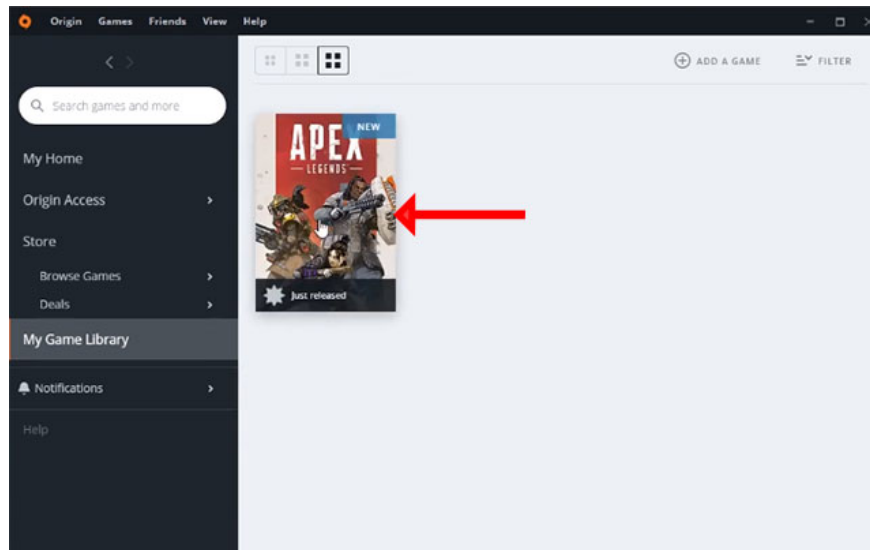 Origin Games Friends View Help
Search games and more
My Home
Origin Access
Store
Browse Games
Deals
My Game Library
Notifications
Help
ADD A GAME
FILTER
NEW
APEX
LEGENDS
Just released